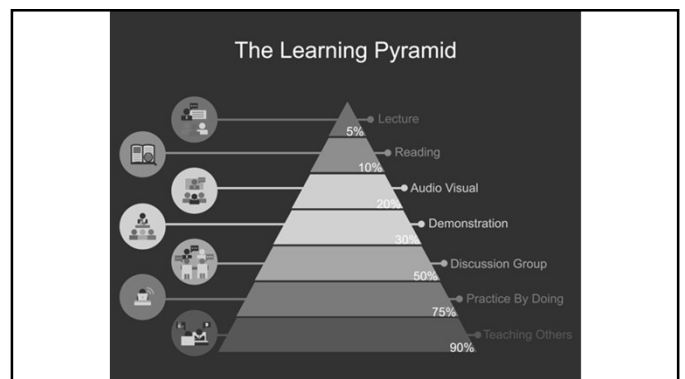 The Learning Pyramid
Lecture
5%
Reading
10%
Audio Visual
20%
Demonstration
30%
Discussion Group
50%
Practice By Doing
75%
Teaching Others
90%